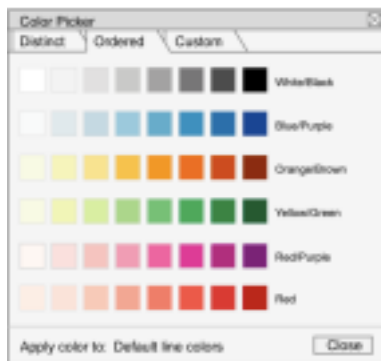 Color Picker
Distinct Ordered Custom
White/Black
Blue/Purple
Orange/Brown
Yellow/Green
Red/Purple
Red
Apply color to: Default line colors Close